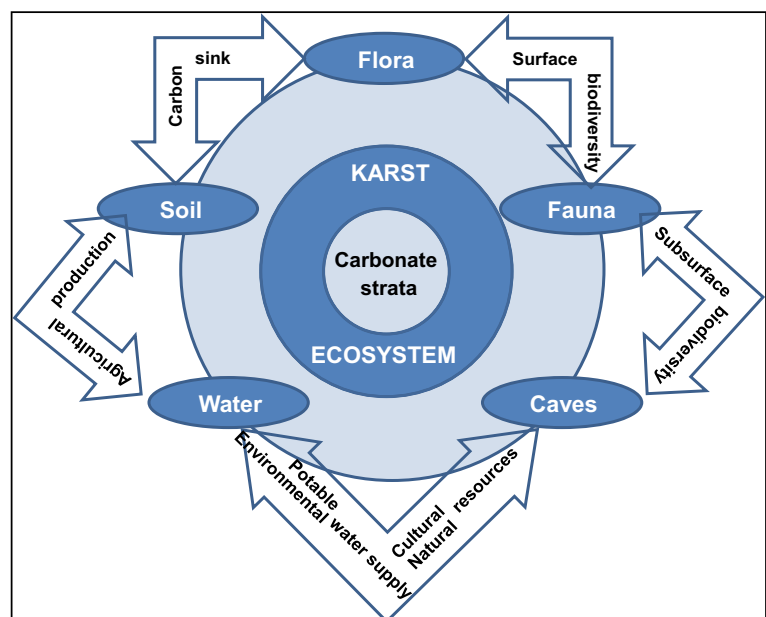 Flora
Carbon sink
Surface biodiversity
Soil
KARST
Fauna
Carbonate
strata
ECOSYSTEM
Agricultural production
Subsurface biodiversity
Water
Caves
Potable
Environmental water supply
Cultural resources
Natural